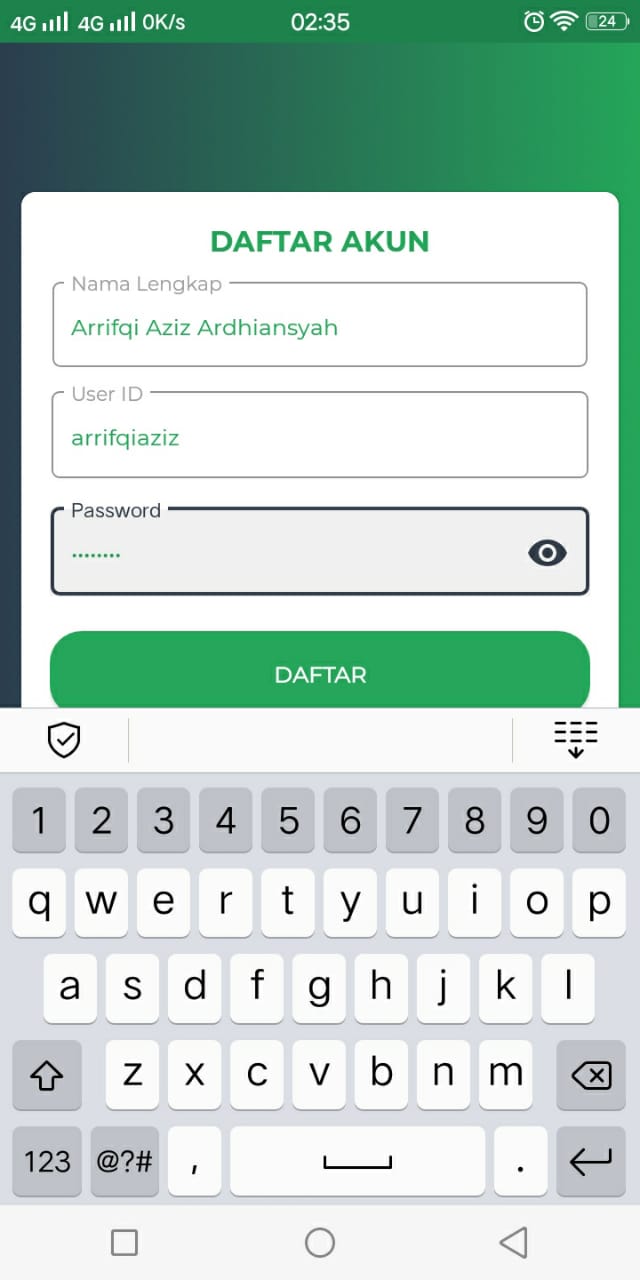 4G 4G 0K/s 02:35 24
DAFTAR AKUN
Nama Lengkap
Arrifqi Aziz Ardhiansyah
User ID
arrifqiaziz
Password
••••••••
DAFTAR
1 2 3 4 5 6 7 8 9 0
q w e r t y u i o p
a s d f g h j k l
z x c v b n m
123 @?# , .